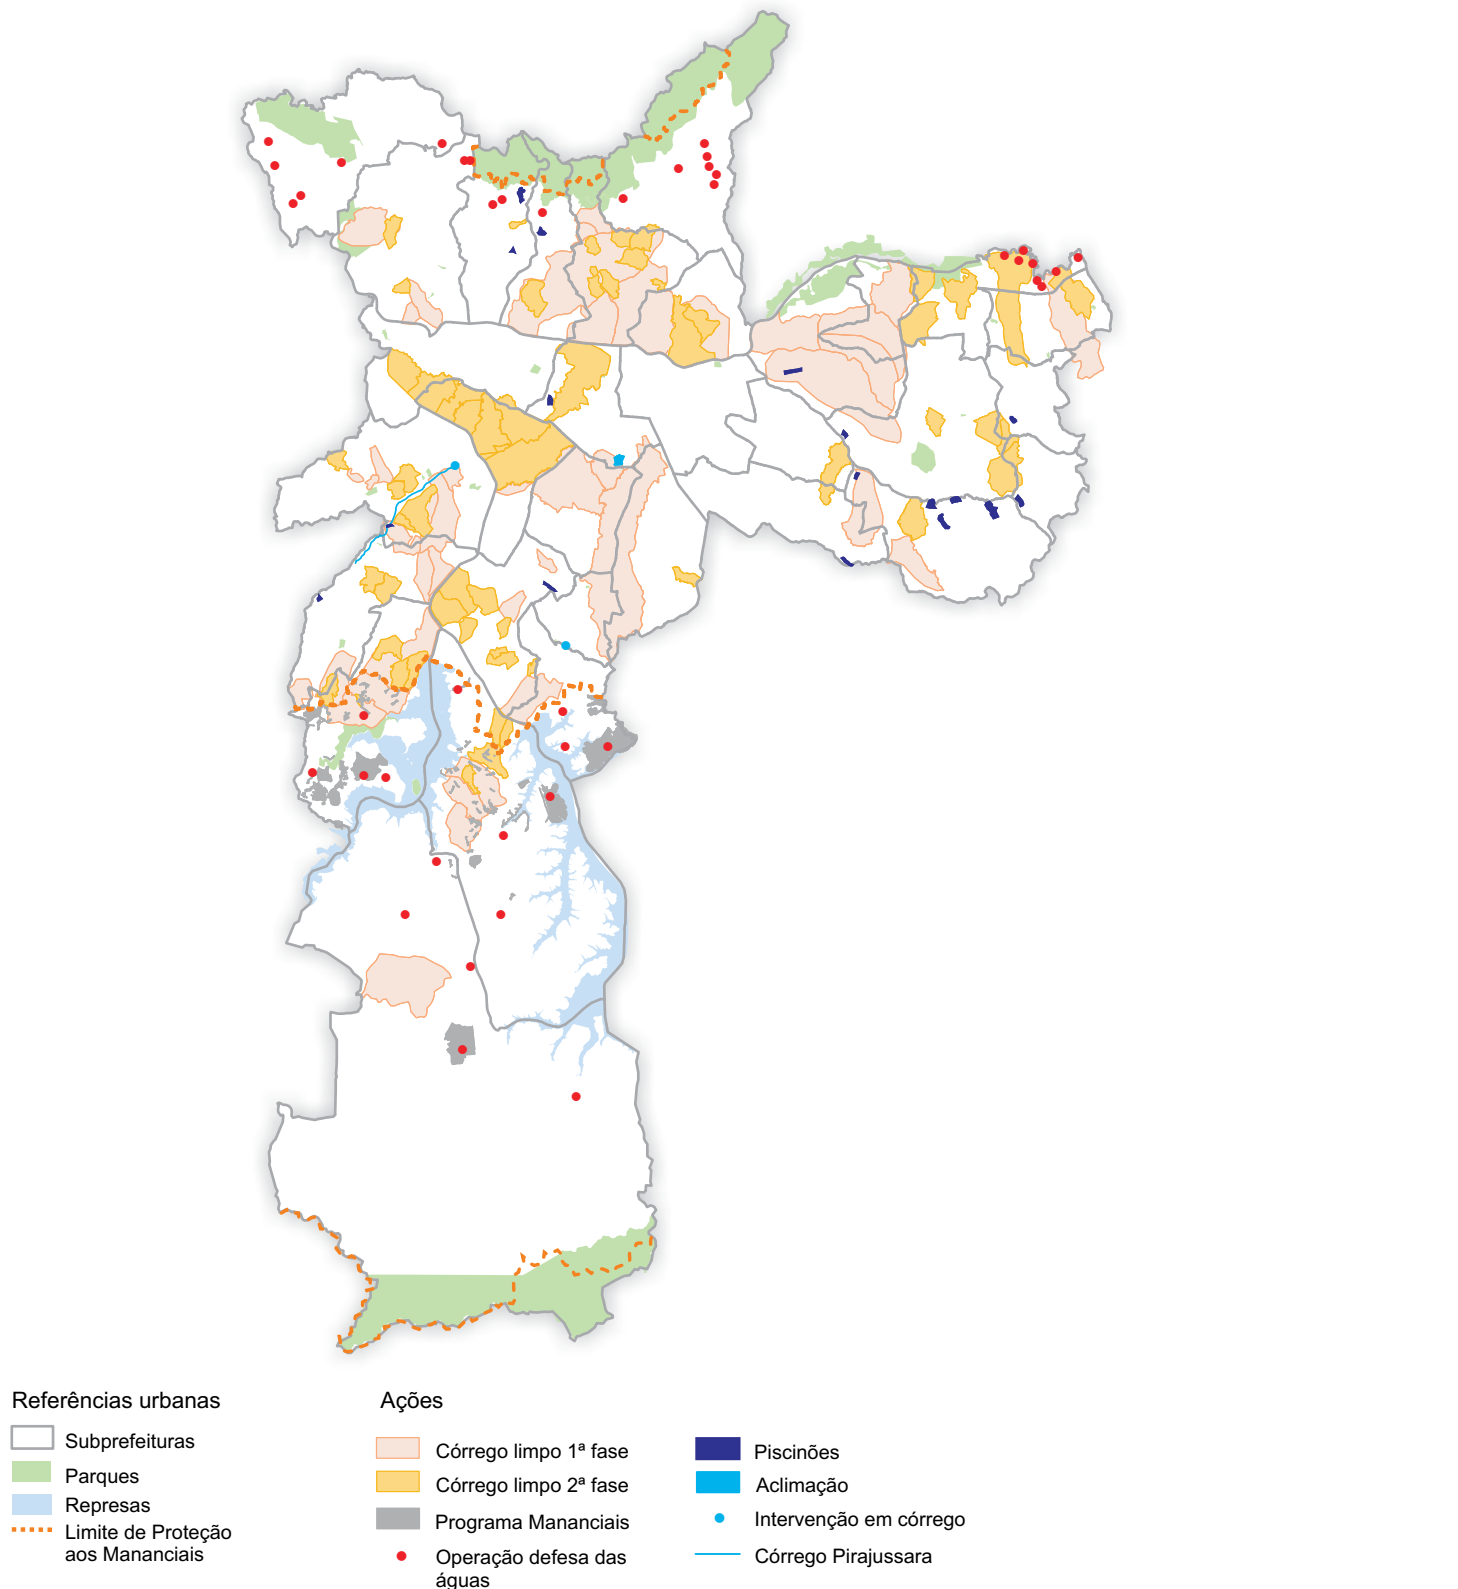 Referências urbanas
Subprefeituras
Parques
Represas
Limite de Proteção
aos Mananciais
Ações
Córrego limpo 1ª fase
Córrego limpo 2ª fase
Programa Mananciais
Operação defesa das
águas
Piscinões
Aclimação
Intervenção em córrego
Córrego Pirajussara